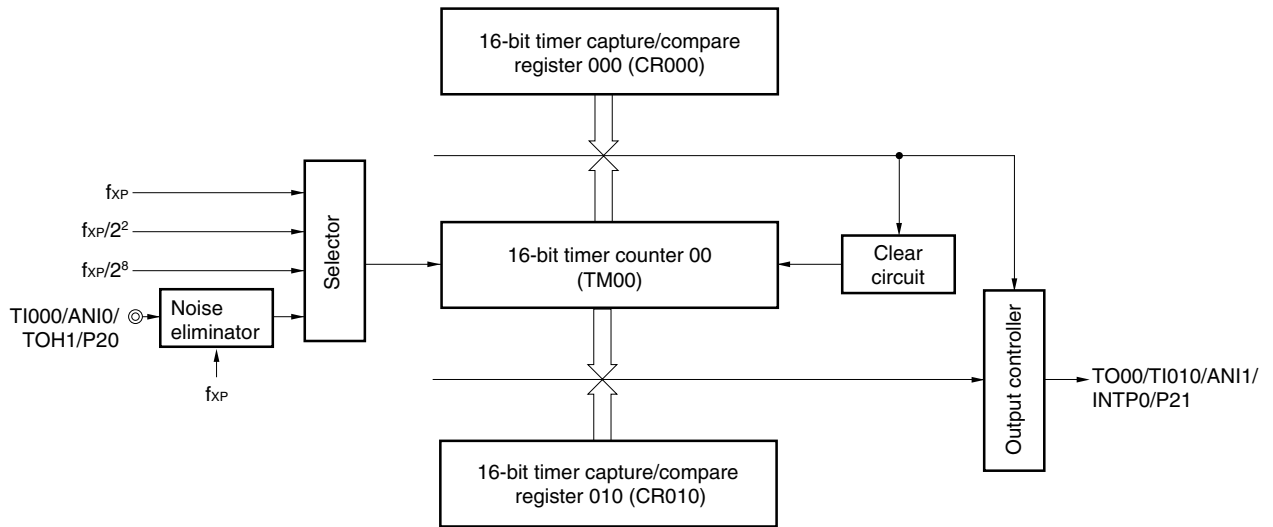 16-bit timer capture/compare
register 000 (CR000)
fXP
fXP/2²
fXP/2⁸
TI000/ANI0/
TOH1/P20
Noise
eliminator
fXP
Selector
16-bit timer counter 00
(TM00)
Clear
circuit
Output controller
TO00/TI010/ANI1/
INTP0/P21
16-bit timer capture/compare
register 010 (CR010)